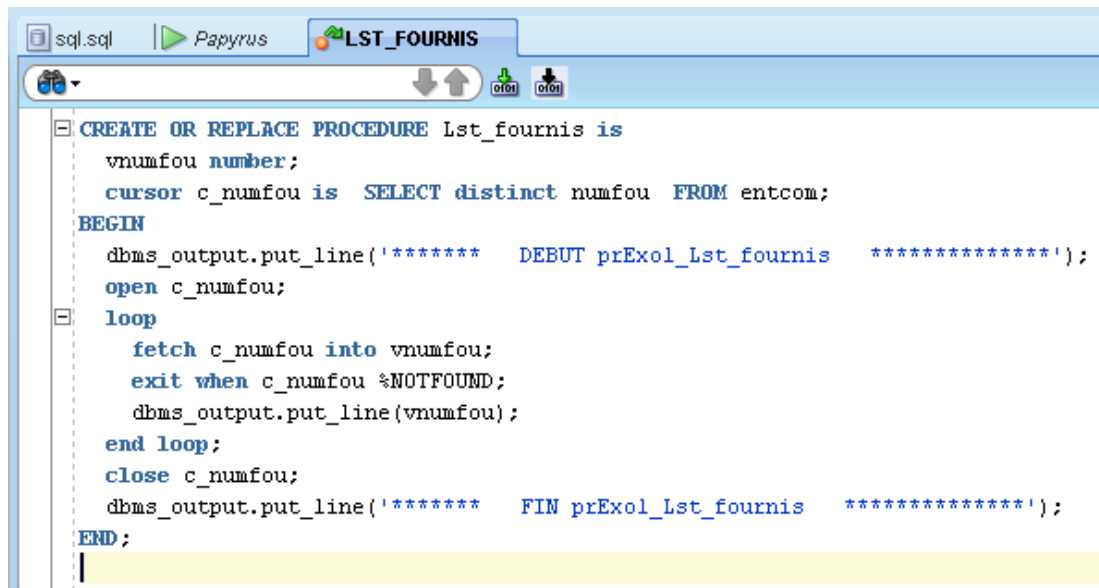 sql.sql Papyrus LST_FOURNIS
CREATE OR REPLACE PROCEDURE Lst_fournis is
vnumfou number;
cursor c_numfou is SELECT distinct numfou FROM entcom;
BEGIN
dbms_output.put_line('******* DEBUT prExo1_Lst_fournis **************');
open c_numfou;
loop
fetch c_numfou into vnumfou;
exit when c_numfou %NOTFOUND;
dbms_output.put_line(vnumfou);
end loop;
close c_numfou;
dbms_output.put_line('******* FIN prExo1_Lst_fournis **************');
END;